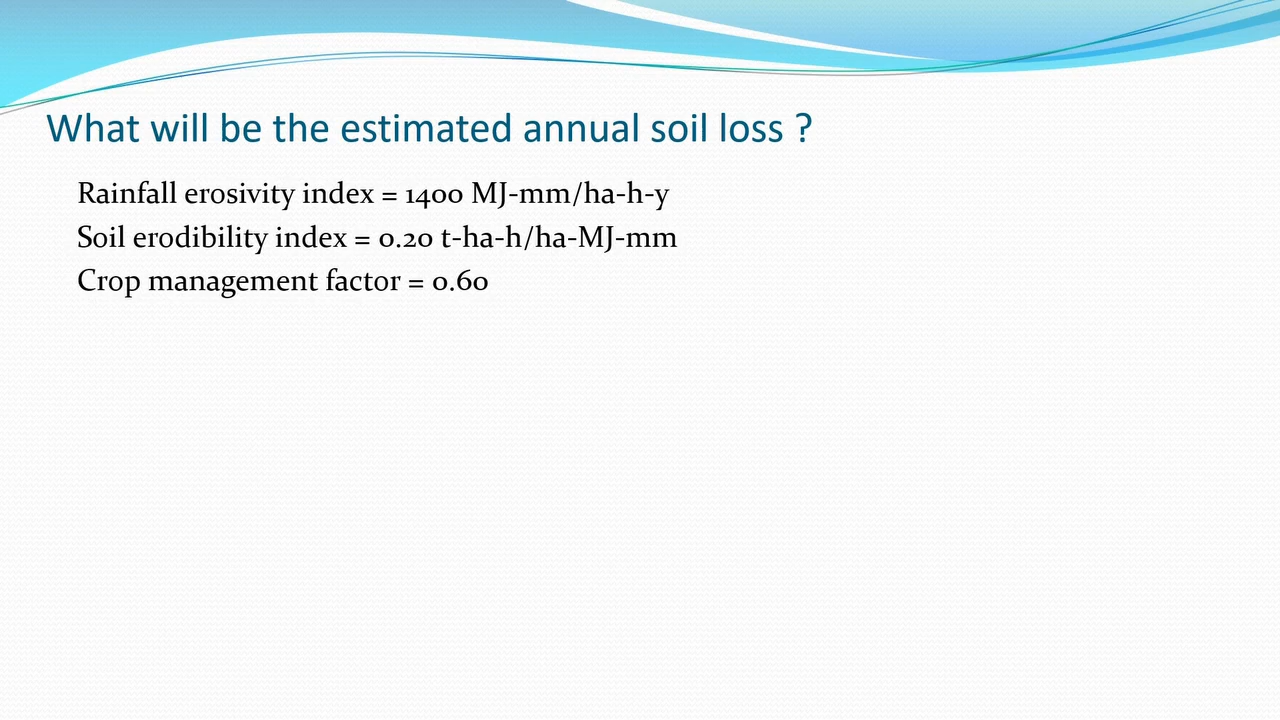 What will be the estimated annual soil loss ?
Rainfall erosivity index = 1400 MJ-mm/ha-h-y
Soil erodibility index = 0.20 t-ha-h/ha-MJ-mm
Crop management factor = 0.60